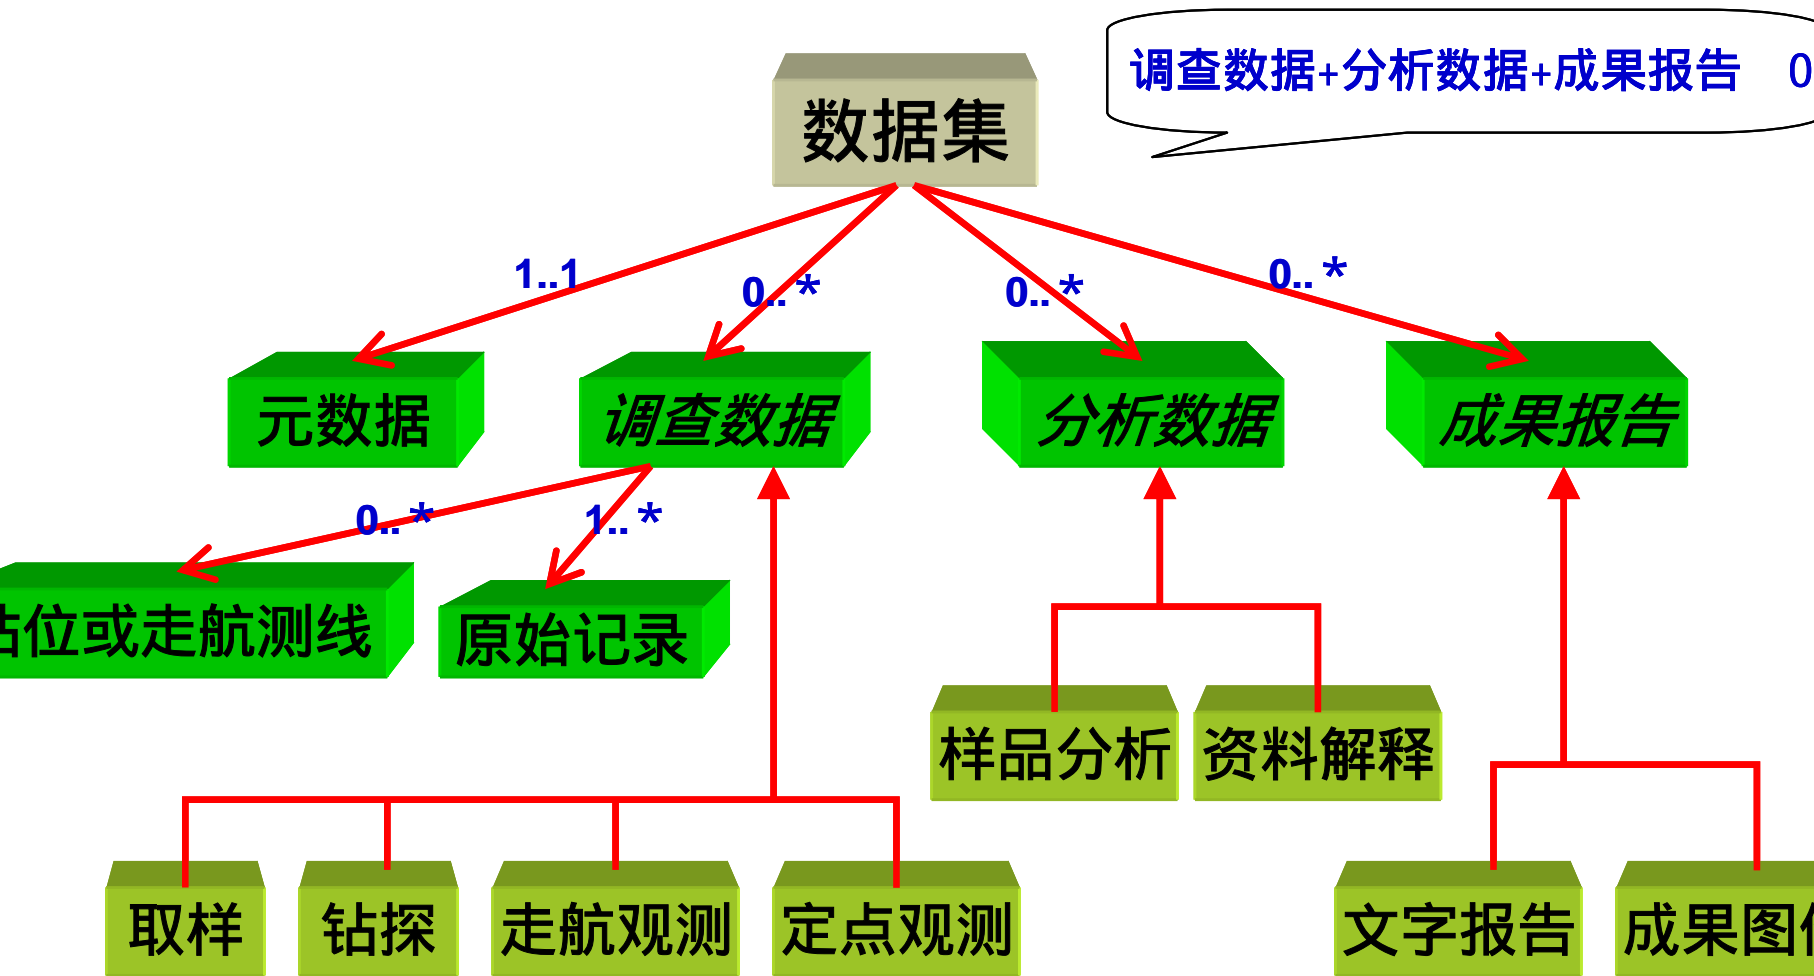 调查数据+分析数据+成果报告 0
数据集
1..1
0..*
0..*
0..*
元数据
调查数据
分析数据
成果报告
0..*
1..*
位或走航测线
原始记录
样品分析
资料解释
取样
钻探
走航观测
定点观测
文字报告
成果图